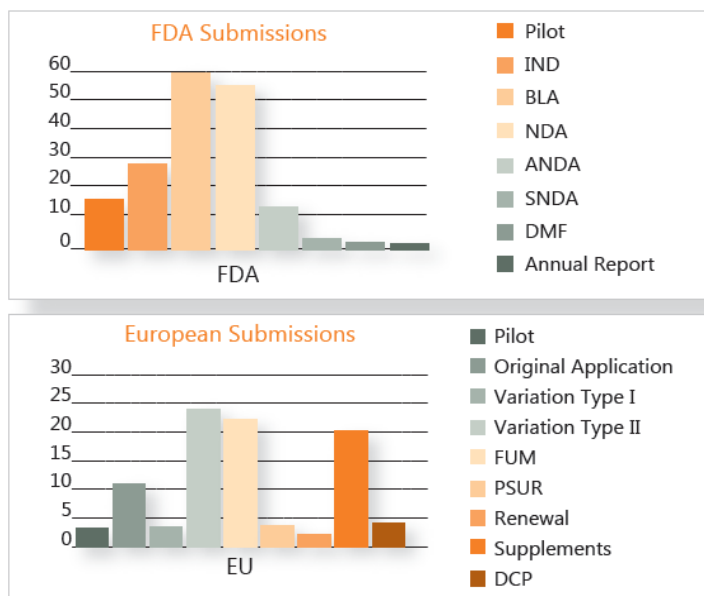 FDA Submissions
60
50
40
30
20
10
0
FDA
Pilot
IND
BLA
NDA
ANDA
SNDA
DMF
Annual Report
European Submissions
30
25
20
15
10
5
0
EU
Pilot
Original Application
Variation Type I
Variation Type II
FUM
PSUR
Renewal
Supplements
DCP